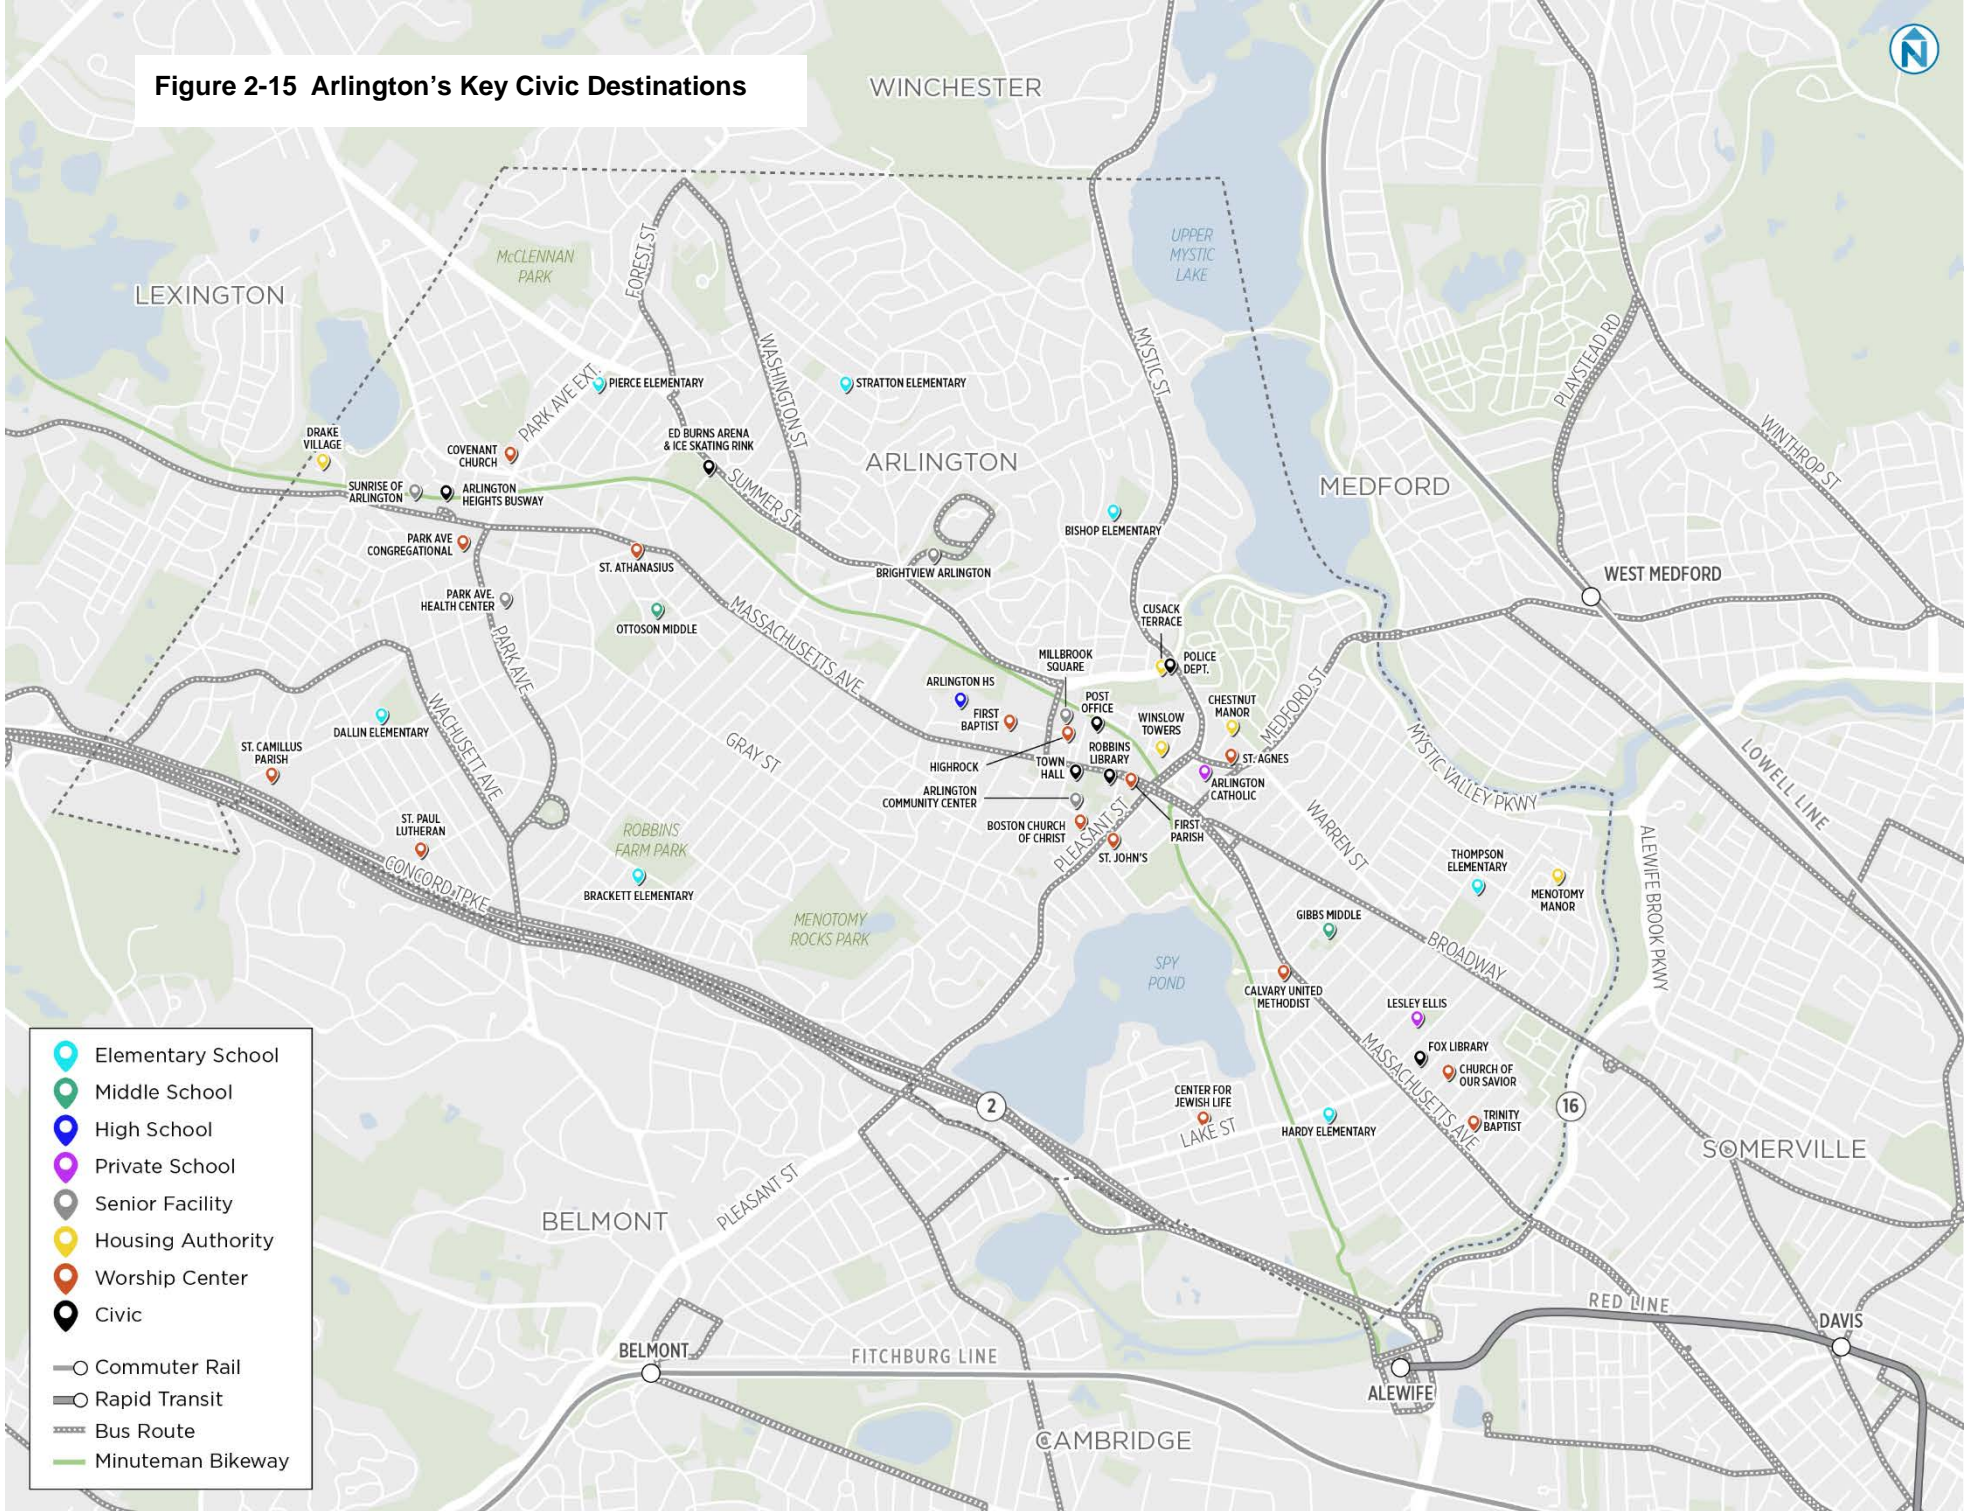 Figure 2-15 Arlington's Key Civic Destinations
N
WINCHESTER
UPPER
MYSTIC
LAKE
McCLENNAN
PARK
FOREST ST
LEXINGTON
PLAYSTEAD RD
MYSTIC ST
WASHINGTON ST
PARK AVE EXT.
PIERCE ELEMENTARY
STRATTON ELEMENTARY
DRAKE
VILLAGE
COVENANT
CHURCH
ED BURNS ARENA
& ICE SKATING RINK
ARLINGTON
WINTHROP ST
MEDFORD
SUNRISE OF
ARLINGTON
ARLINGTON
HEIGHTS BUSWAY
SUMMER ST
BISHOP ELEMENTARY
PARK AVE
CONGREGATIONAL
ST. ATHANASIUS
BRIGHTVIEW ARLINGTON
WEST MEDFORD
PARK AVE.
HEALTH CENTER
OTTOSON MIDDLE
MASSACHUSETTS AVE
CUSACK
TERRACE
PARK AVE
MILLBROOK
SQUARE
POLICE
DEPT.
ARLINGTON HS
POST
OFFICE
CHESTNUT
MANOR
MEDFORD ST
FIRST
BAPTIST
WINSLOW
TOWERS
WACHUSETT AVE
DALLIN ELEMENTARY
GRAY ST
ST. CAMILLUS
PARISH
HIGHROCK
TOWN
HALL
ROBBINS
LIBRARY
ST. AGNES
MYSTIC VALLEY PKWY
LOWELL LINE
ARLINGTON
COMMUNITY CENTER
ARLINGTON
CATHOLIC
ST. PAUL
LUTHERAN
ROBBINS
FARM PARK
BOSTON CHURCH
OF CHRIST
PLEASANT ST
FIRST
PARISH
WARREN ST
ST. JOHN'S
CONCORD TPKE
BRACKETT ELEMENTARY
THOMPSON
ELEMENTARY
MENOTOMY
MANOR
ALEWIFE BROOK PKWY
MENOTOMY
ROCKS PARK
GIBBS MIDDLE
BROADWAY
SPY
POND
CALVARY UNITED
METHODIST
LESLEY ELLIS
MASSACHUSETTS AVE
FOX LIBRARY
CHURCH OF
OUR SAVIOR
CENTER FOR
JEWISH LIFE
2
16
LAKE ST
HARDY ELEMENTARY
TRINITY
BAPTIST
SOMERVILLE
PLEASANT ST
BELMONT
RED LINE
DAVIS
BELMONT
FITCHBURG LINE
ALEWIFE
CAMBRIDGE
Elementary School
Middle School
High School
Private School
Senior Facility
Housing Authority
Worship Center
Civic
Commuter Rail
Rapid Transit
Bus Route
Minuteman Bikeway